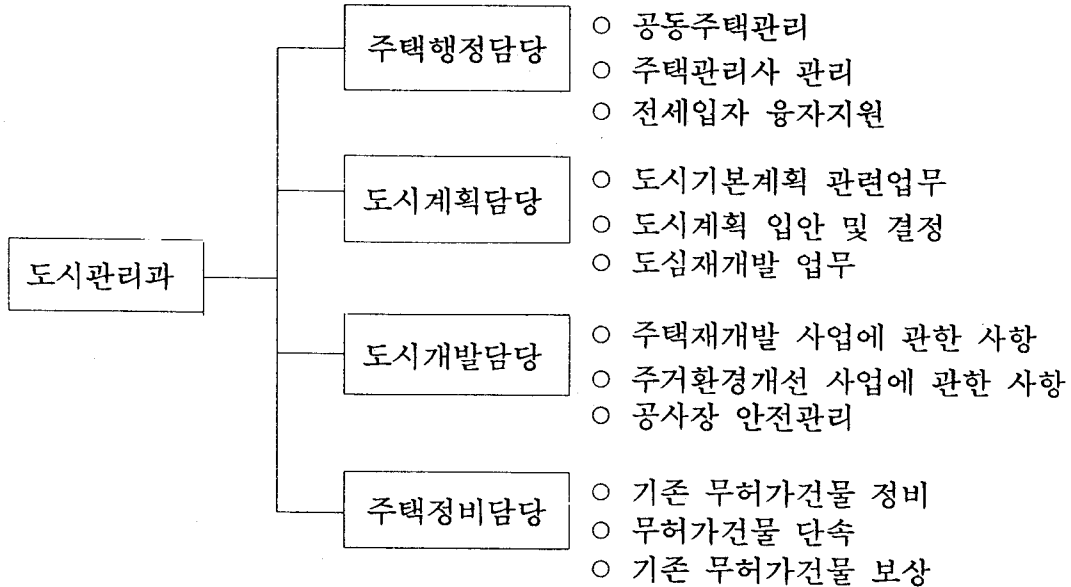 주택행정담당
○ 공동주택관리
○ 주택관리사 관리
○ 전세입자 융자지원
도시계획담당
○ 도시기본계획 관련업무
○ 도시계획 입안 및 결정
○ 도심재개발 업무
도시관리과
도시개발담당
○ 주택재개발 사업에 관한 사항
○ 주거환경개선 사업에 관한 사항
○ 공사장 안전관리
주택정비담당
○ 기존 무허가건물 정비
○ 무허가건물 단속
○ 기존 무허가건물 보상